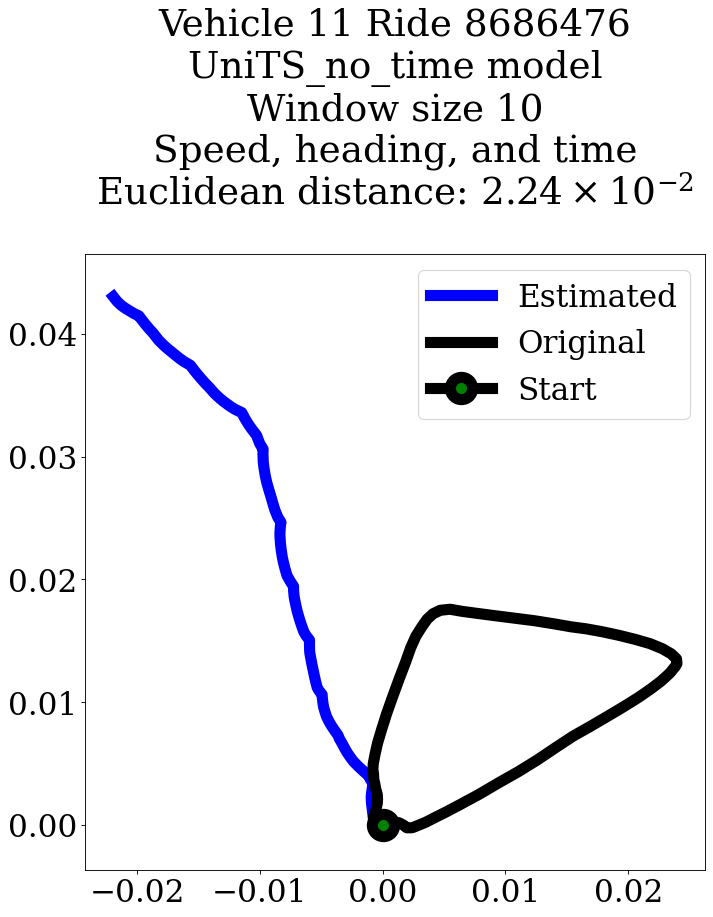 Vehicle 11 Ride 8686476
UniTS_no_time model
Window size 10
Speed, heading, and time
Euclidean distance: 2.24 × 10⁻²
Estimated
Original
Start
0.04
0.03
0.02
0.01
0.00
−0.02 −0.01 0.00 0.01 0.02